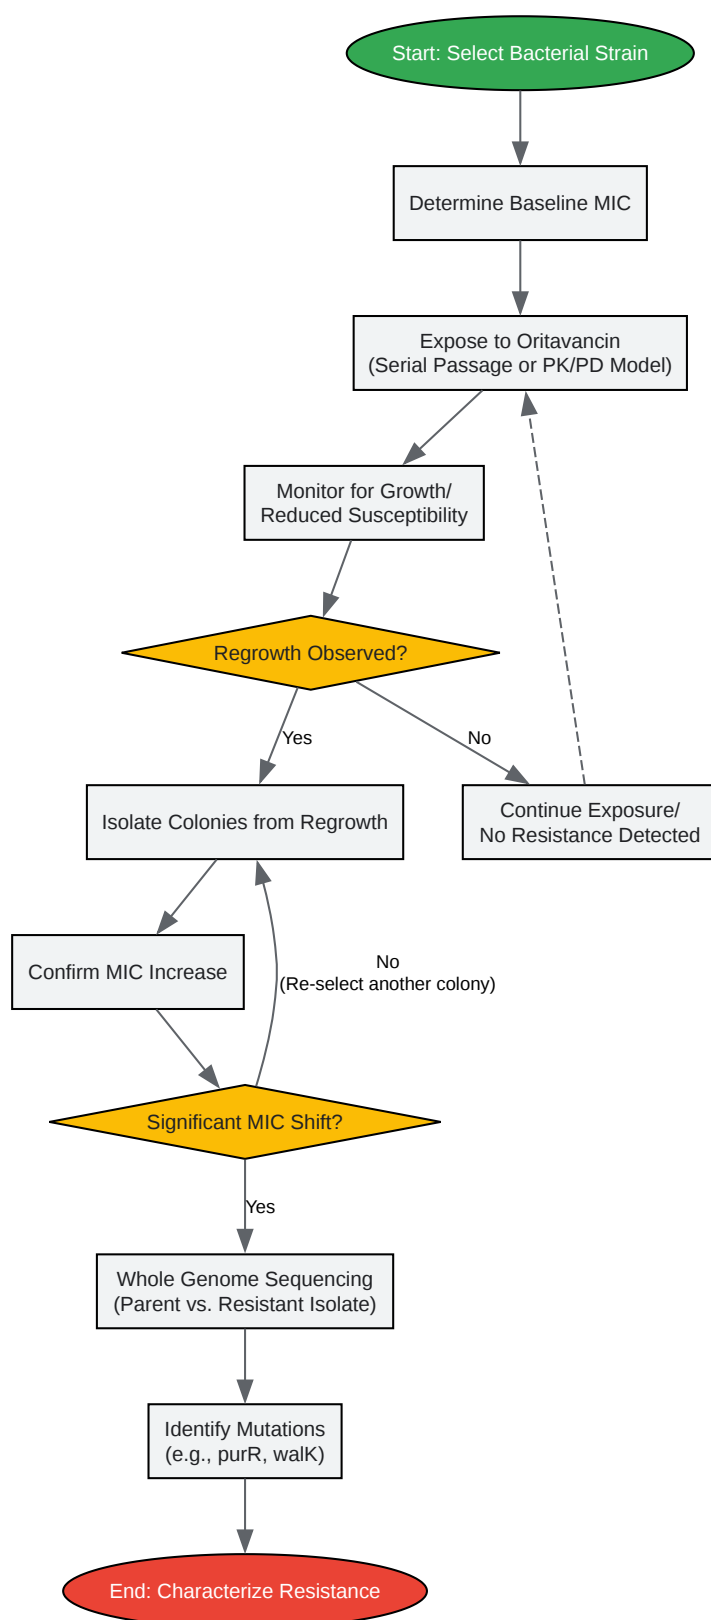 Start: Select Bacterial Strain
Determine Baseline MIC
Expose to Oritavancin
(Serial Passage or PK/PD Model)
Monitor for Growth/
Reduced Susceptibility
Regrowth Observed?
Yes
No
Isolate Colonies from Regrowth
Continue Exposure/
No Resistance Detected
Confirm MIC Increase
No
(Re-select another colony)
Significant MIC Shift?
Yes
Whole Genome Sequencing
(Parent vs. Resistant Isolate)
Identify Mutations
(e.g., purR, walK)
End: Characterize Resistance